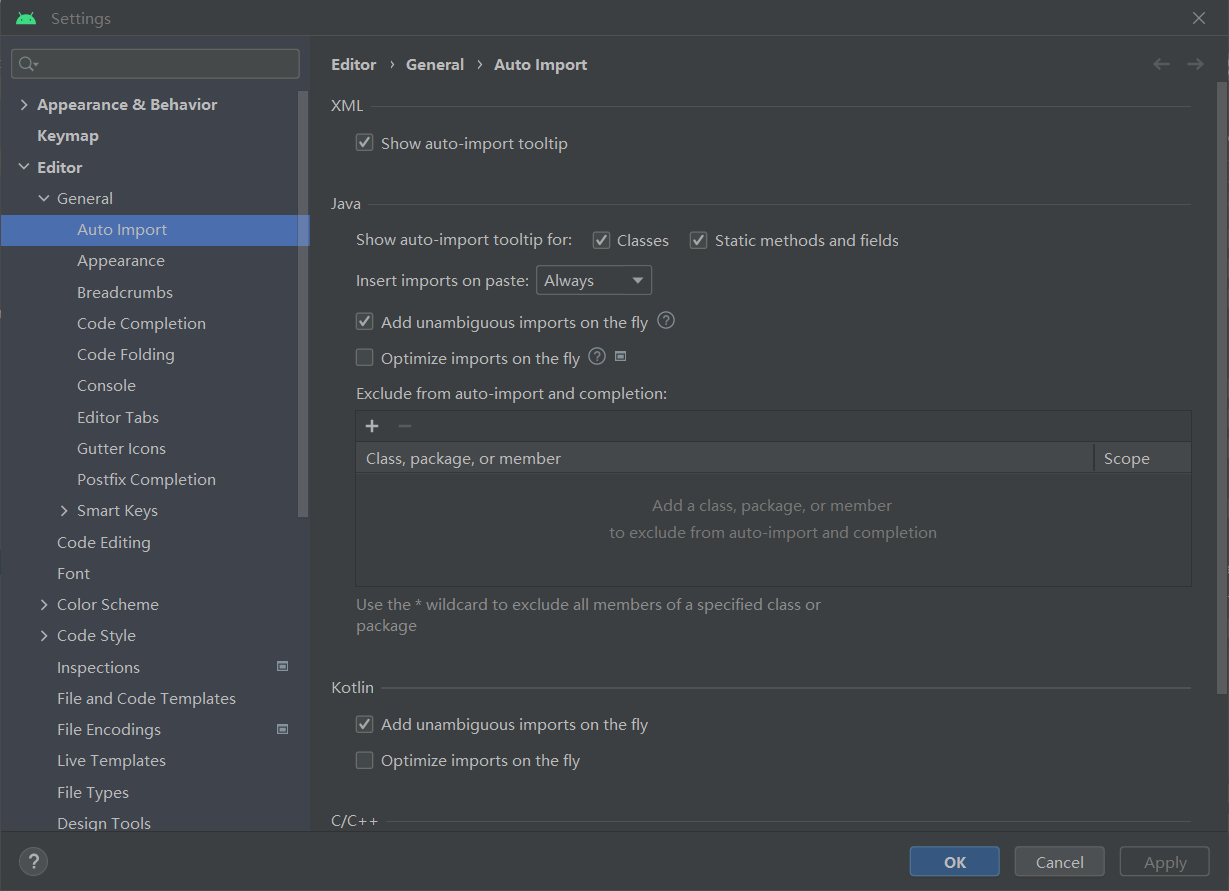 Settings
Appearance & Behavior
Keymap
Editor
General
Auto Import
Appearance
Breadcrumbs
Code Completion
Code Folding
Console
Editor Tabs
Gutter Icons
Postfix Completion
Smart Keys
Code Editing
Font
Color Scheme
Code Style
Inspections
File and Code Templates
File Encodings
Live Templates
File Types
Design Tools
Editor › General › Auto Import
XML
Show auto-import tooltip
Java
Show auto-import tooltip for: Classes Static methods and fields
Insert imports on paste: Always
Add unambiguous imports on the fly ?
Optimize imports on the fly ?
Exclude from auto-import and completion:
+ −
Class, package, or member Scope
Add a class, package, or member
to exclude from auto-import and completion
Use the * wildcard to exclude all members of a specified class or
package
Kotlin
Add unambiguous imports on the fly
Optimize imports on the fly
C/C++
? OK Cancel Apply